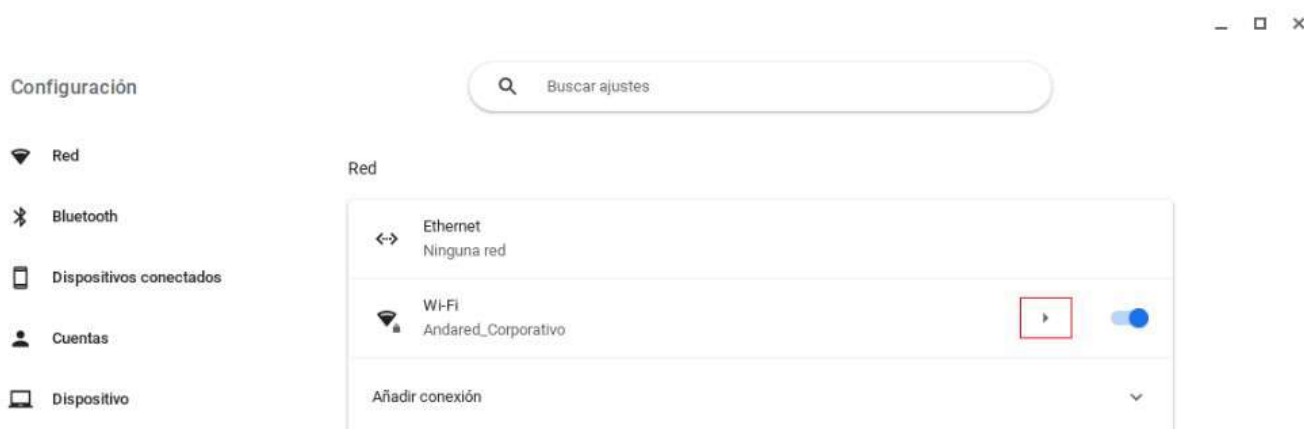 Configuración
Buscar ajustes
Red
Bluetooth
Dispositivos conectados
Cuentas
Dispositivo
Red
Ethernet
Ninguna red
Wi-Fi
Andared_Corporativo
Añadir conexión